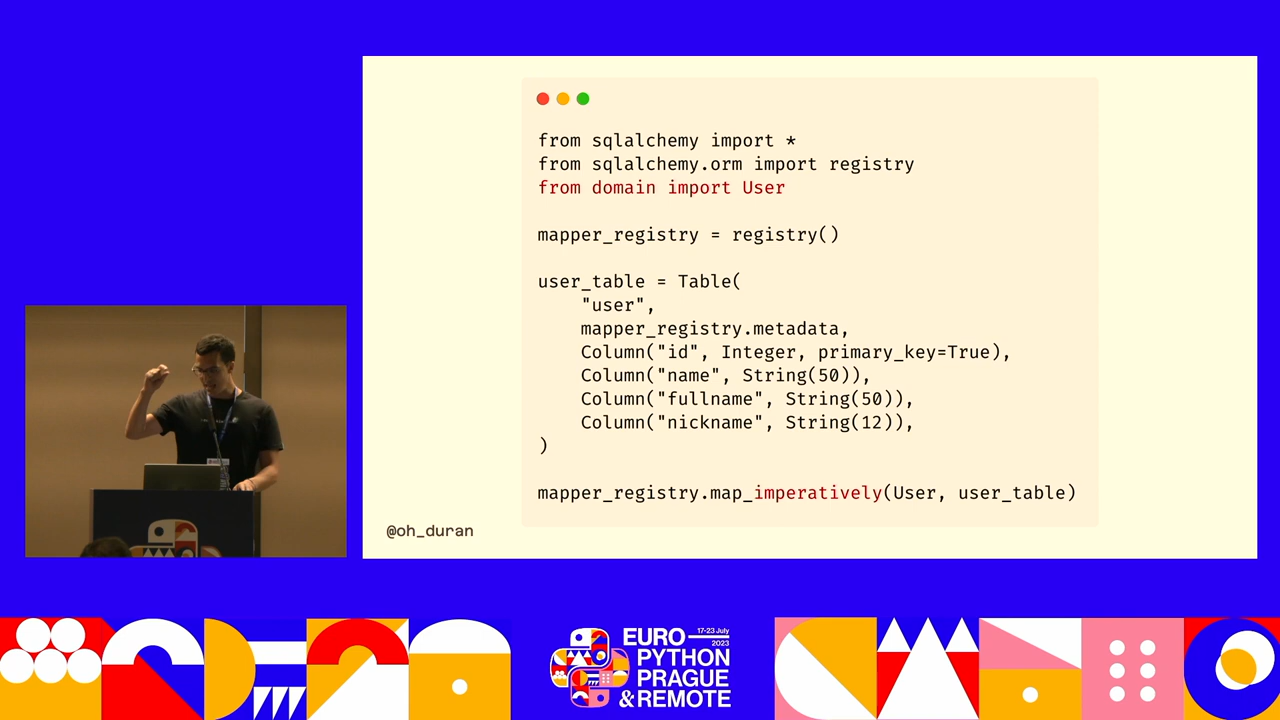 from sqlalchemy import *
from sqlalchemy.orm import registry
from domain import User
mapper_registry = registry()
user_table = Table(
    "user",
    mapper_registry.metadata,
    Column("id", Integer, primary_key=True),
    Column("name", String(50)),
    Column("fullname", String(50)),
    Column("nickname", String(12)),
)
mapper_registry.map_imperatively(User, user_table)
@oh_duran
EURO
17-23 July
2023
PYTHON
PRAGUE
& REMOTE